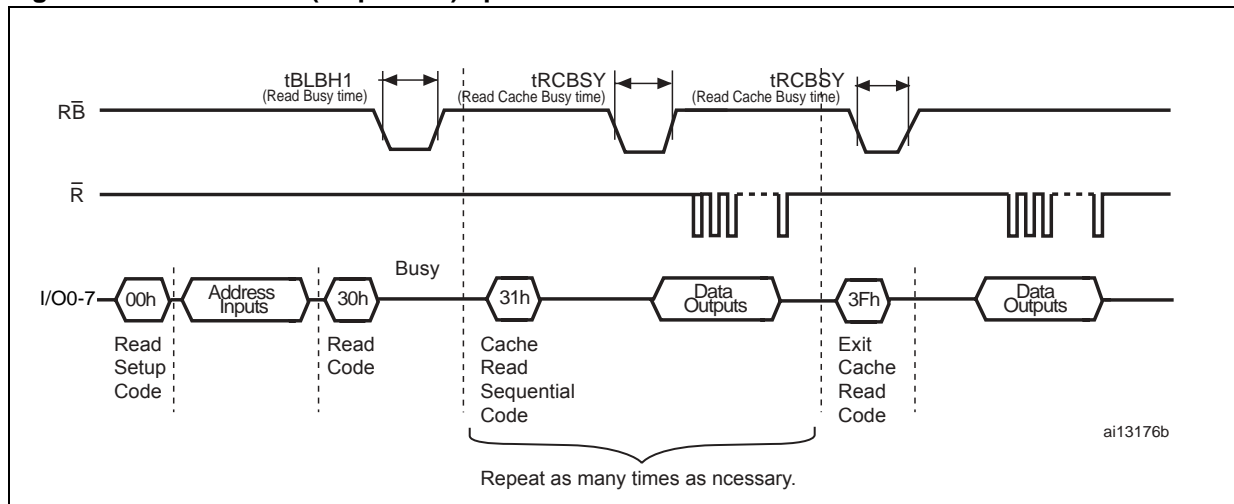 tBLBH1
(Read Busy time)
tRCBSY
(Read Cache Busy time)
tRCBSY
(Read Cache Busy time)
RB̅
R̅
Busy
I/O0-7
00h
Address
Inputs
30h
31h
Data
Outputs
3Fh
Data
Outputs
Read
Setup
Code
Read
Code
Cache
Read
Sequential
Code
Exit
Cache
Read
Code
ai13176b
Repeat as many times as ncessary.